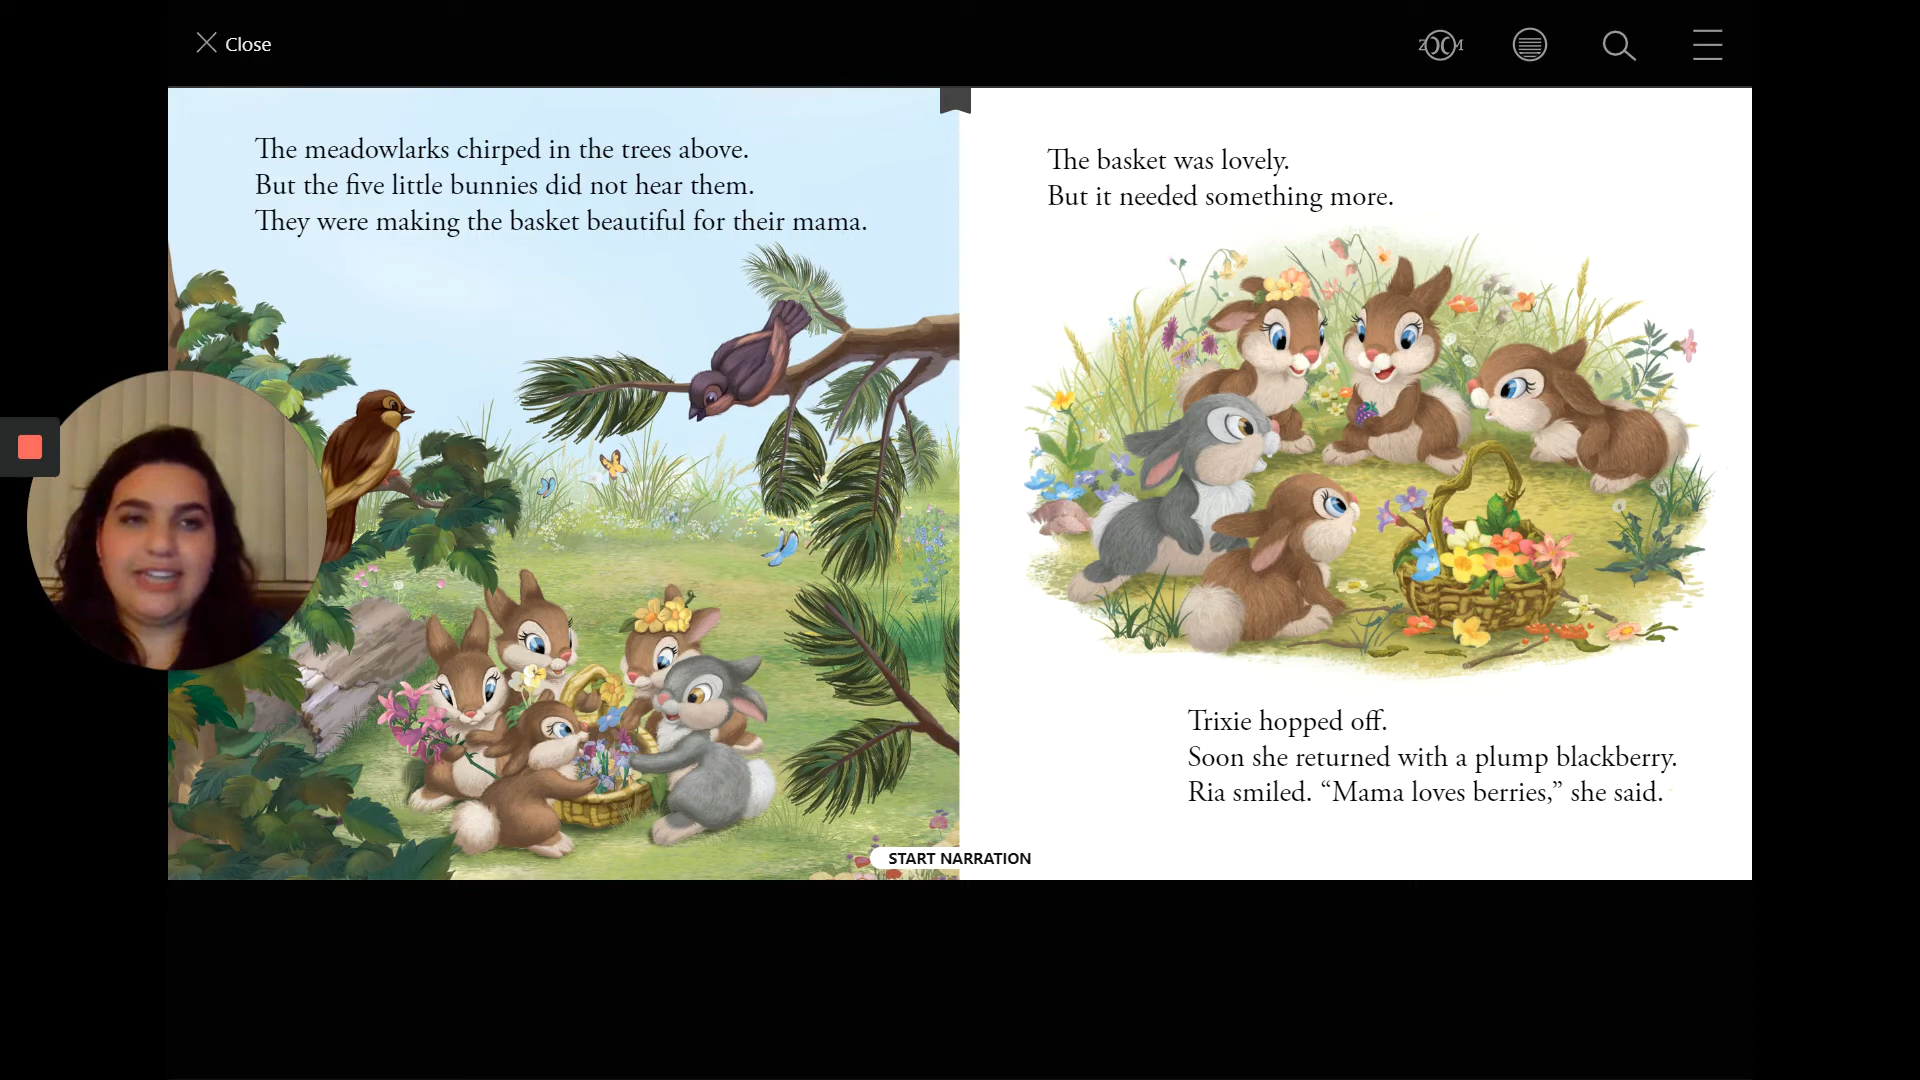 Close
ZOOM
The meadowlarks chirped in the trees above.
But the five little bunnies did not hear them.
They were making the basket beautiful for their mama.
The basket was lovely.
But it needed something more.
Trixie hopped off.
Soon she returned with a plump blackberry.
Ria smiled. “Mama loves berries,” she said.
START NARRATION